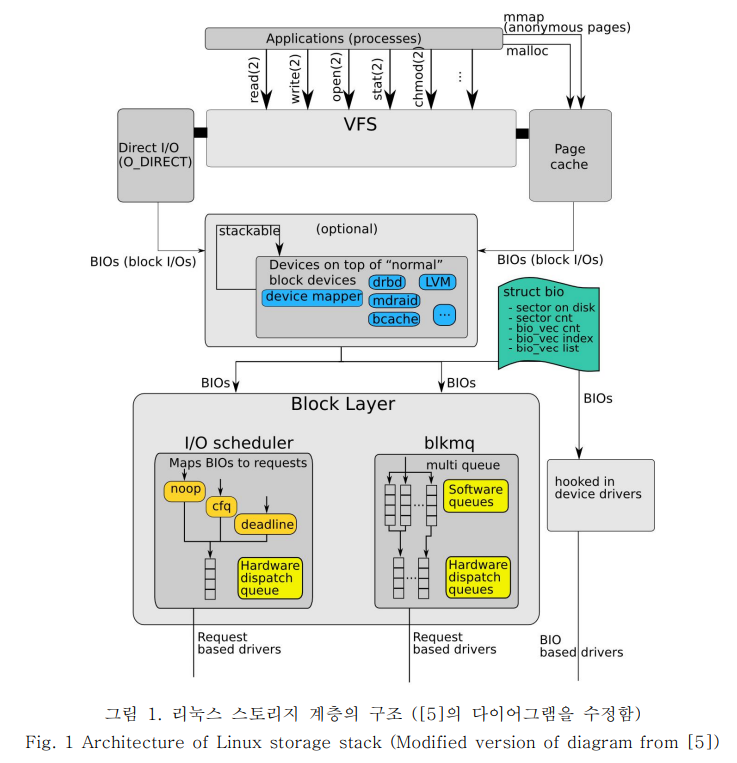 mmap
(anonymous pages)
Applications (processes)
malloc
read(2)
write(2)
open(2)
stat(2)
chmod(2)
...
VFS
Direct I/O
(O_DIRECT)
Page
cache
stackable
(optional)
BIOs (block I/Os)
BIOs (block I/Os)
Devices on top of “normal”
block devices
drbd
LVM
device mapper
mdraid
bcache
...
struct bio
- sector on disk
- sector cnt
- bio_vec cnt
- bio_vec index
- bio_vec list
BIOs
BIOs
BIOs
Block Layer
I/O scheduler
Maps BIOs to requests
noop
cfq
deadline
Hardware
dispatch
queue
blkmq
multi queue
Software
queues
...
Hardware
dispatch
queues
...
hooked in
device drivers
Request
based drivers
Request
based drivers
BIO
based drivers
그림 1. 리눅스 스토리지 계층의 구조 ([5]의 다이어그램을 수정함)
Fig. 1 Architecture of Linux storage stack (Modified version of diagram from [5])